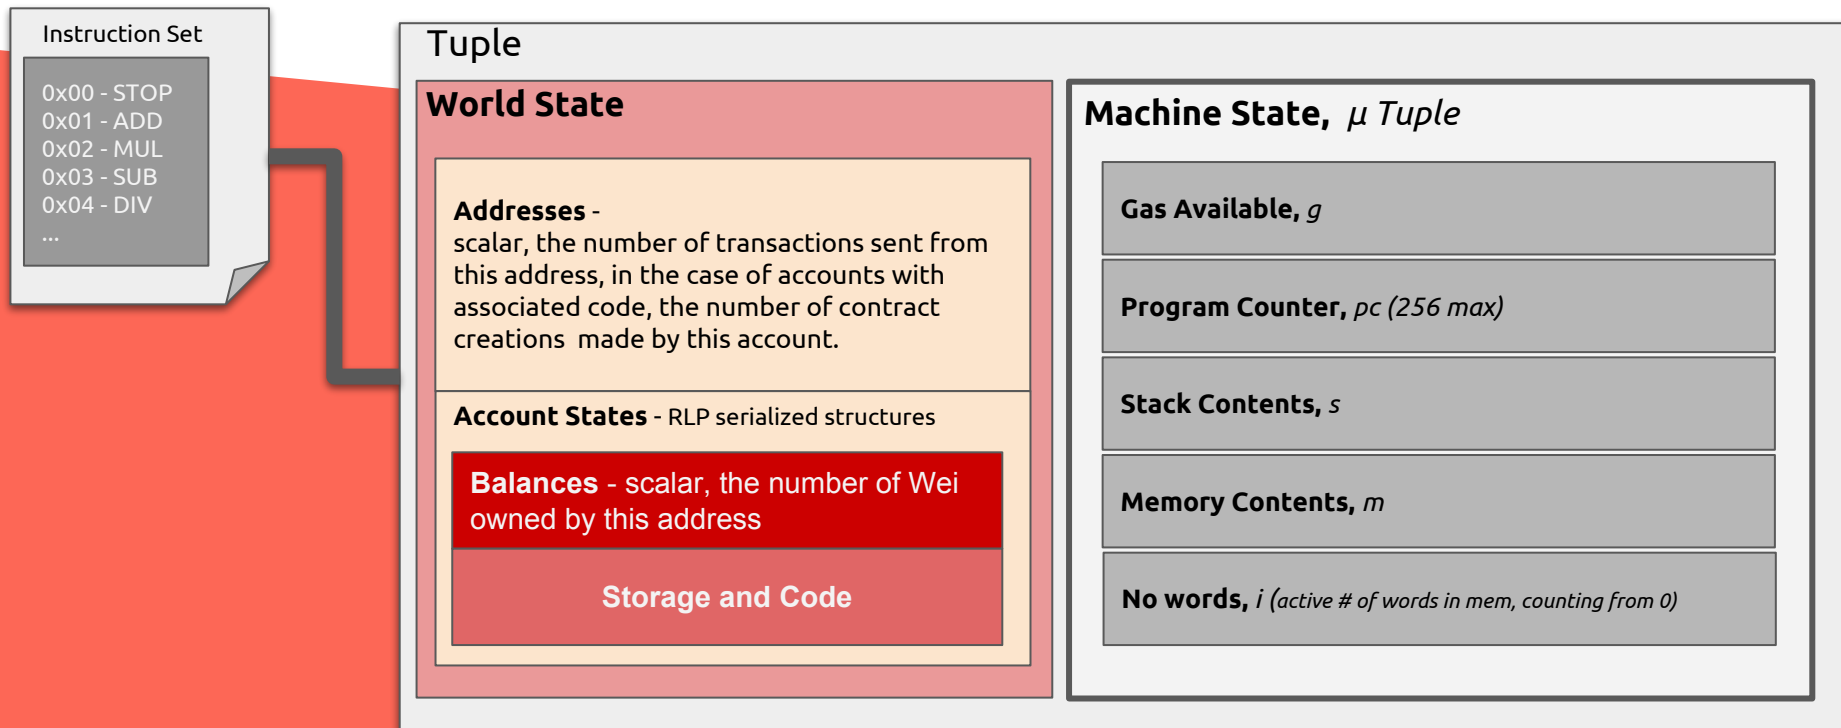 Instruction Set
0x00 - STOP
0x01 - ADD
0x02 - MUL
0x03 - SUB
0x04 - DIV
...
Tuple
World State
Addresses -
scalar, the number of transactions sent from
this address, in the case of accounts with
associated code, the number of contract
creations  made by this account.
Account States - RLP serialized structures
Balances - scalar, the number of Wei
owned by this address
Storage and Code
Machine State,  μ Tuple
Gas Available, g
Program Counter, pc (256 max)
Stack Contents, s
Memory Contents, m
No words, i (active # of words in mem, counting from 0)